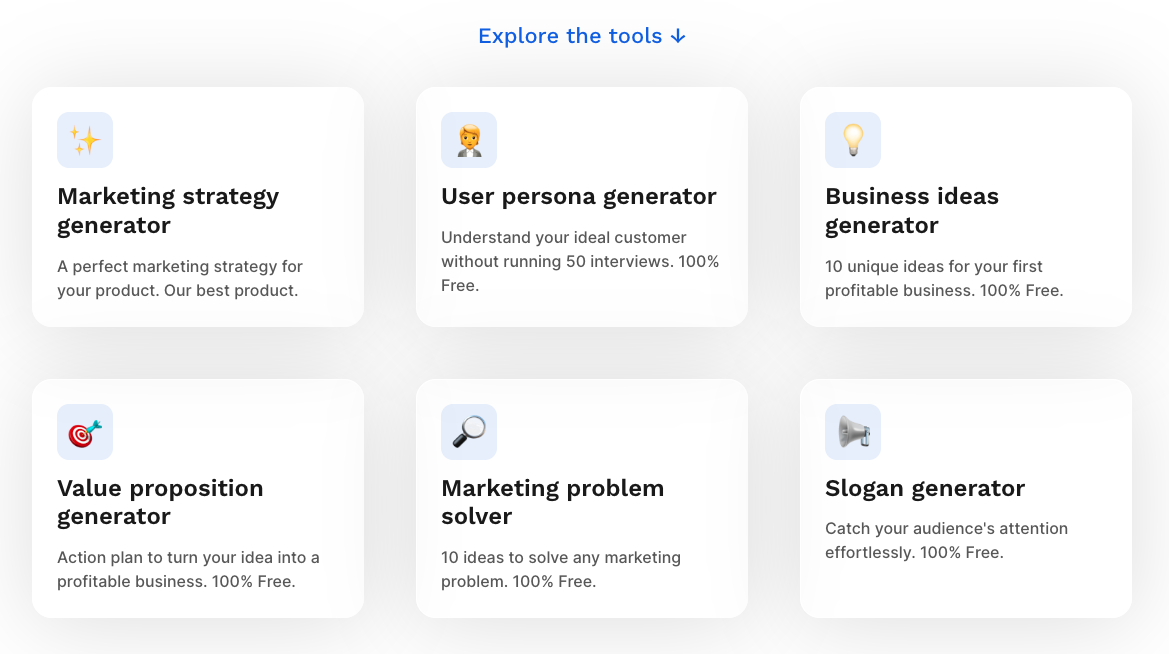 Explore the tools ↓
Marketing strategy
generator
A perfect marketing strategy for
your product. Our best product.
User persona generator
Understand your ideal customer
without running 50 interviews. 100%
Free.
Business ideas
generator
10 unique ideas for your first
profitable business. 100% Free.
Value proposition
generator
Action plan to turn your idea into a
profitable business. 100% Free.
Marketing problem
solver
10 ideas to solve any marketing
problem. 100% Free.
Slogan generator
Catch your audience's attention
effortlessly. 100% Free.